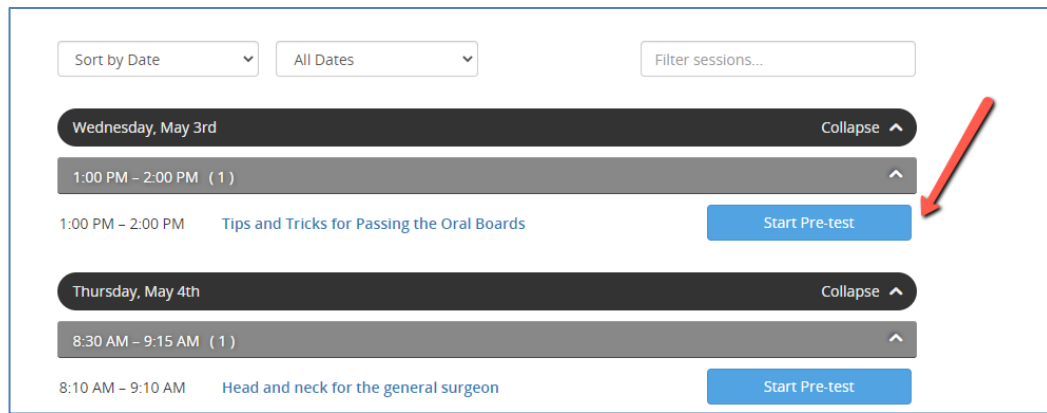 Sort by Date All Dates Filter sessions...
Wednesday, May 3rd Collapse
1:00 PM – 2:00 PM ( 1 )
1:00 PM – 2:00 PM Tips and Tricks for Passing the Oral Boards Start Pre-test
Thursday, May 4th Collapse
8:30 AM – 9:15 AM ( 1 )
8:10 AM – 9:10 AM Head and neck for the general surgeon Start Pre-test